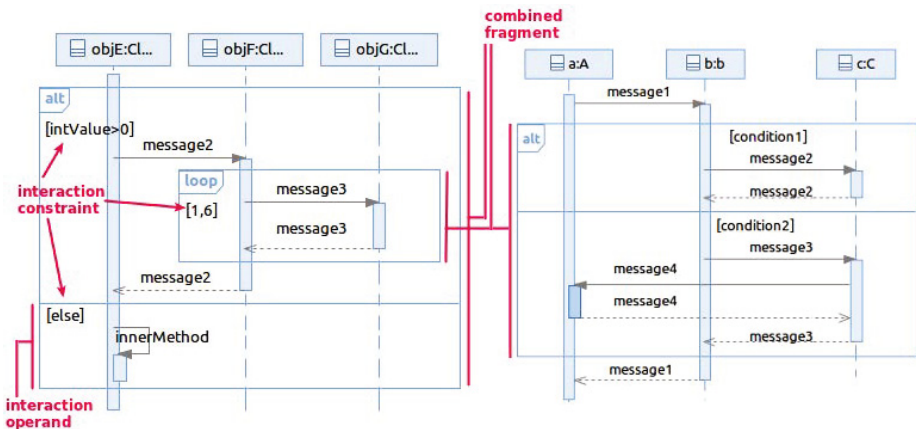 combined
fragment
objE:Cl...
objF:Cl...
objG:Cl...
alt
[intValue>0]
message2
loop
message3
[1,6]
message3
interaction
constraint
message2
[else]
innerMethod
interaction
operand
a:A
b:b
c:C
message1
alt
[condition1]
message2
message2
[condition2]
message3
message4
message4
message3
message1